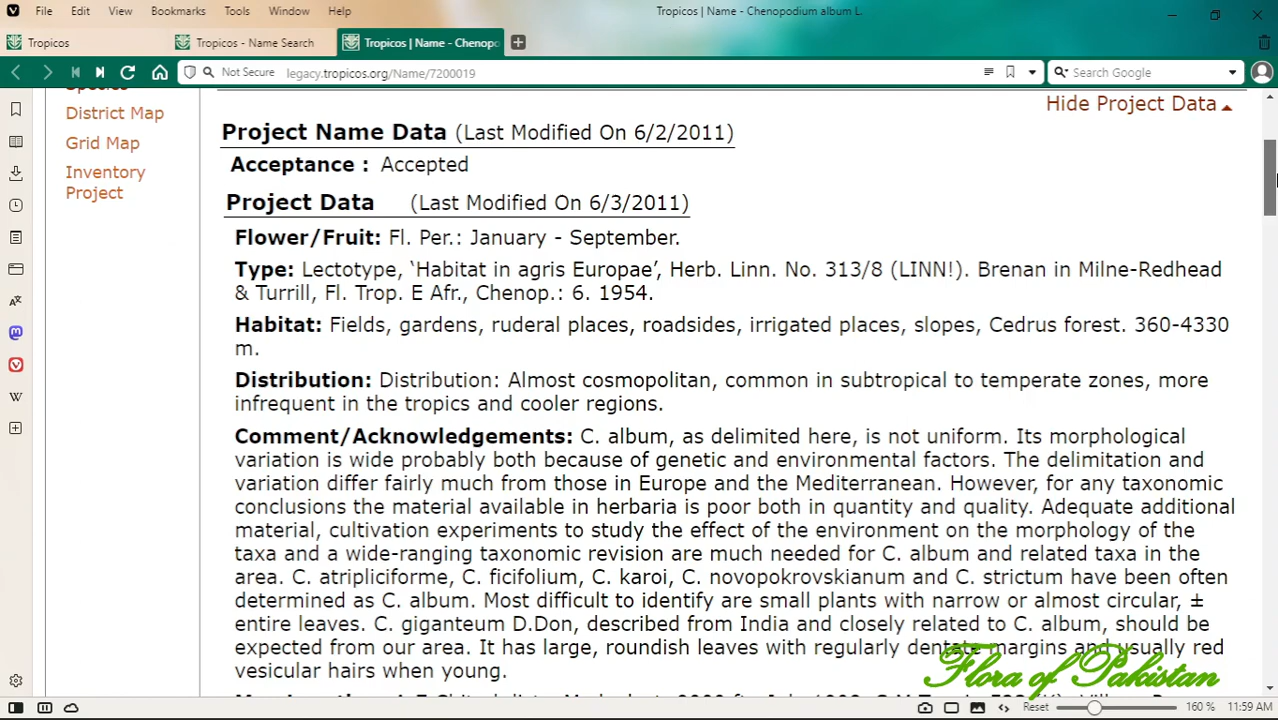 File Edit View Bookmarks Tools Window Help
Tropicos | Name - Chenopodium album L.
Tropicos
Tropicos - Name Search
Tropicos | Name - Chenopo
Not Secure legacy.tropicos.org/Name/7200019
Search Google
Species
District Map
Grid Map
Inventory
Project
Hide Project Data
Project Name Data (Last Modified On 6/2/2011)
Acceptance : Accepted
Project Data (Last Modified On 6/3/2011)
Flower/Fruit: Fl. Per.: January - September.
Type: Lectotype, ‘Habitat in agris Europae’, Herb. Linn. No. 313/8 (LINN!). Brenan in Milne-Redhead
& Turrill, Fl. Trop. E Afr., Chenop.: 6. 1954.
Habitat: Fields, gardens, ruderal places, roadsides, irrigated places, slopes, Cedrus forest. 360-4330
m.
Distribution: Distribution: Almost cosmopolitan, common in subtropical to temperate zones, more
infrequent in the tropics and cooler regions.
Comment/Acknowledgements: C. album, as delimited here, is not uniform. Its morphological
variation is wide probably both because of genetic and environmental factors. The delimitation and
variation differ fairly much from those in Europe and the Mediterranean. However, for any taxonomic
conclusions the material available in herbaria is poor both in quantity and quality. Adequate additional
material, cultivation experiments to study the effect of the environment on the morphology of the
taxa and a wide-ranging taxonomic revision are much needed for C. album and related taxa in the
area. C. atripliciforme, C. ficifolium, C. karoi, C. novopokrovskianum and C. strictum have been often
determined as C. album. Most difficult to identify are small plants with narrow or almost circular, ±
entire leaves. C. giganteum D.Don, described from India and closely related to C. album, should be
expected from our area. It has large, roundish leaves with regularly dentate margins and usually red
vesicular hairs when young.
Flora of Pakistan
Reset 160 % 11:59 AM